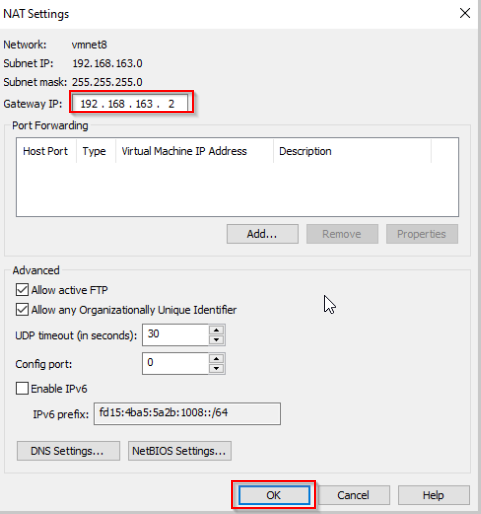 NAT Settings
Network: vmnet8
Subnet IP: 192.168.163.0
Subnet mask: 255.255.255.0
Gateway IP: 192 . 168 . 163 . 2
Port Forwarding
Host Port Type Virtual Machine IP Address Description
Add... Remove Properties
Advanced
Allow active FTP
Allow any Organizationally Unique Identifier
UDP timeout (in seconds): 30
Config port: 0
Enable IPv6
IPv6 prefix: fd15:4ba5:5a2b:1008::/64
DNS Settings... NetBIOS Settings...
OK Cancel Help